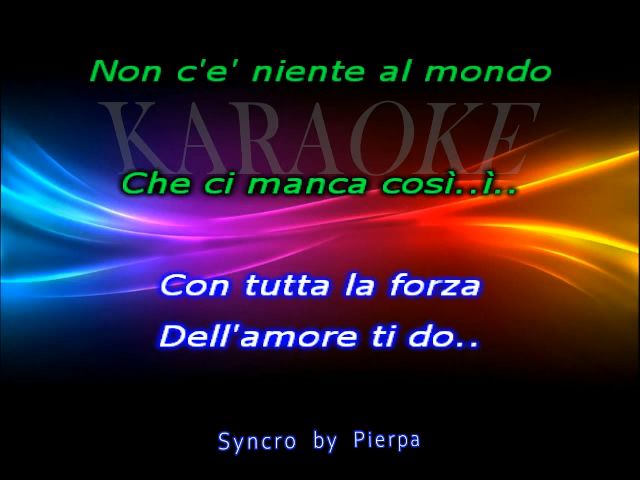 Non c'e' niente al mondo
KARAOKE
Che ci manca così..ì..
Con tutta la forza
Dell'amore ti do..
Syncro by Pierpa